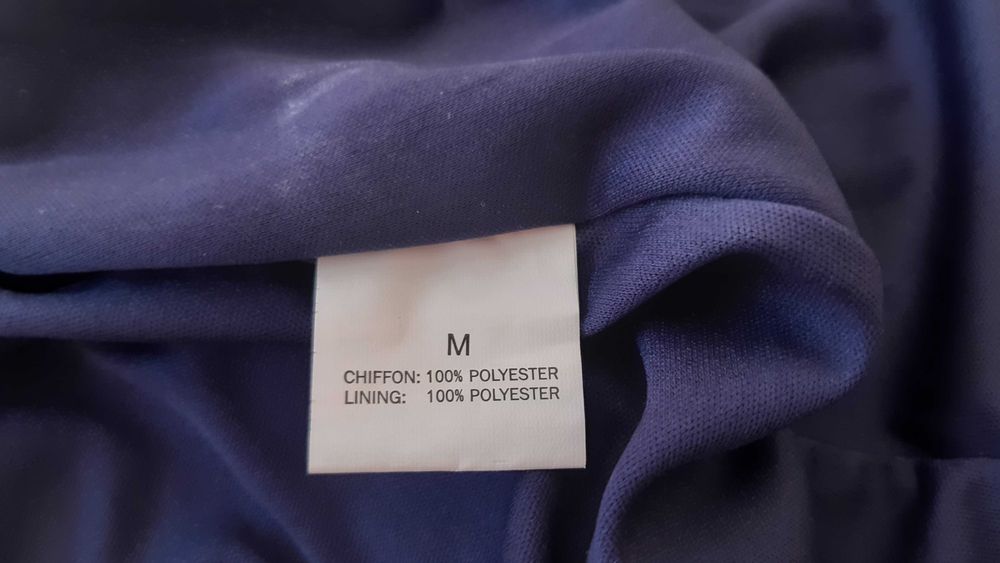 M
CHIFFON: 100% POLYESTER
LINING: 100% POLYESTER